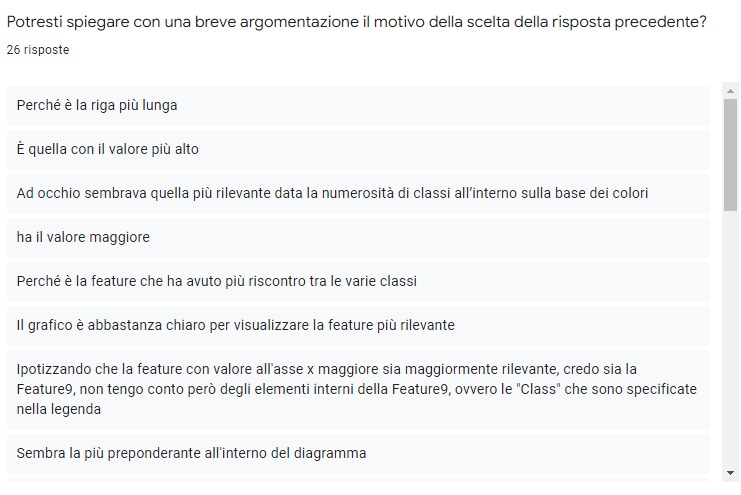 Potresti spiegare con una breve argomentazione il motivo della scelta della risposta precedente?
26 risposte
Perché è la riga più lunga
È quella con il valore più alto
Ad occhio sembrava quella più rilevante data la numerosità di classi all'interno sulla base dei colori
ha il valore maggiore
Perché è la feature che ha avuto più riscontro tra le varie classi
Il grafico è abbastanza chiaro per visualizzare la feature più rilevante
Ipotizzando che la feature con valore all'asse x maggiore sia maggiormente rilevante, credo sia la
Feature9, non tengo conto però degli elementi interni della Feature9, ovvero le "Class" che sono specificate
nella legenda
Sembra la più preponderante all'interno del diagramma